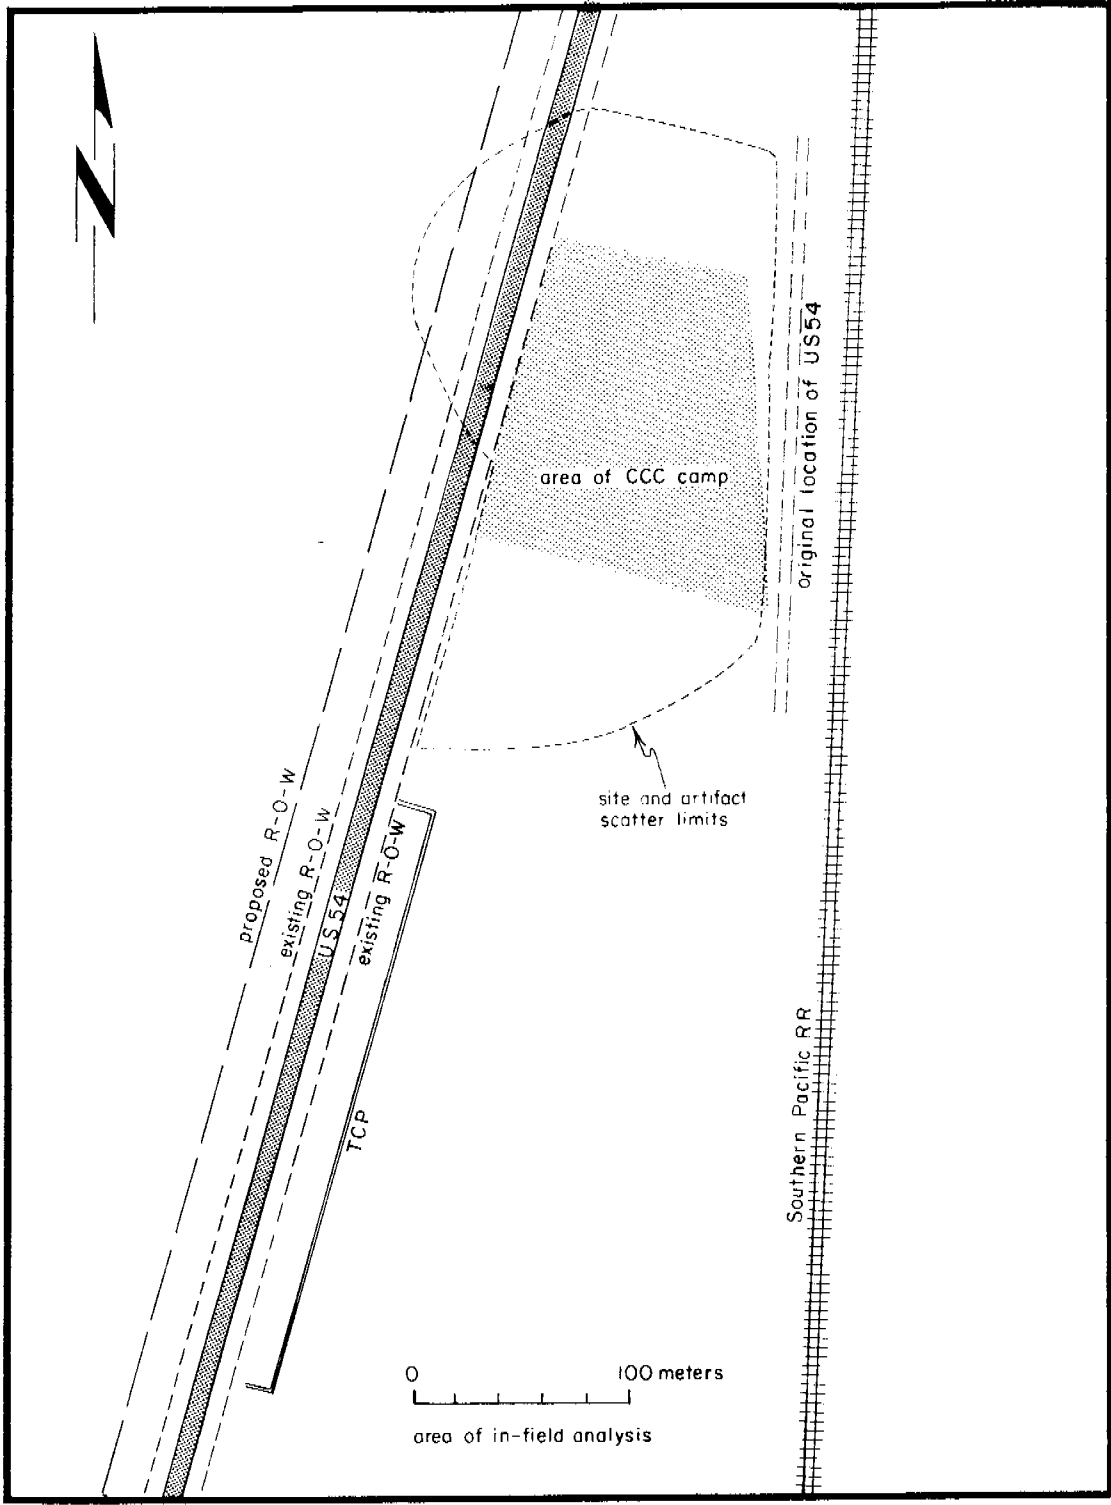 N
original location of US54
area of CCC camp
site and artifact
scatter limits
proposed R-O-W
existing R-O-W
US 54
existing R-O-W
TCP
Southern Pacific RR
0 100 meters
area of in-field analysis